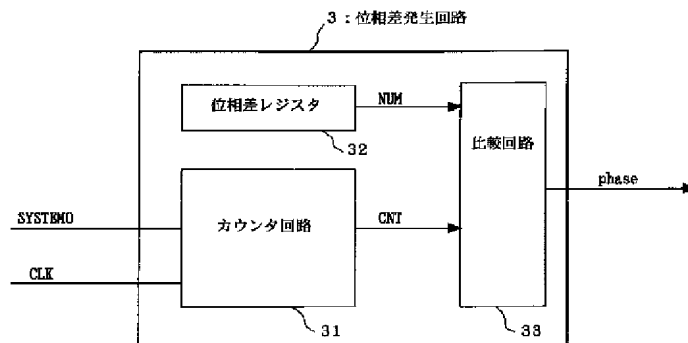 3:位相差発生回路
位相差レジスタ
NUM
32
比較回路
phase
SYSTEMO
カウンタ回路
CNT
CLK
31
33